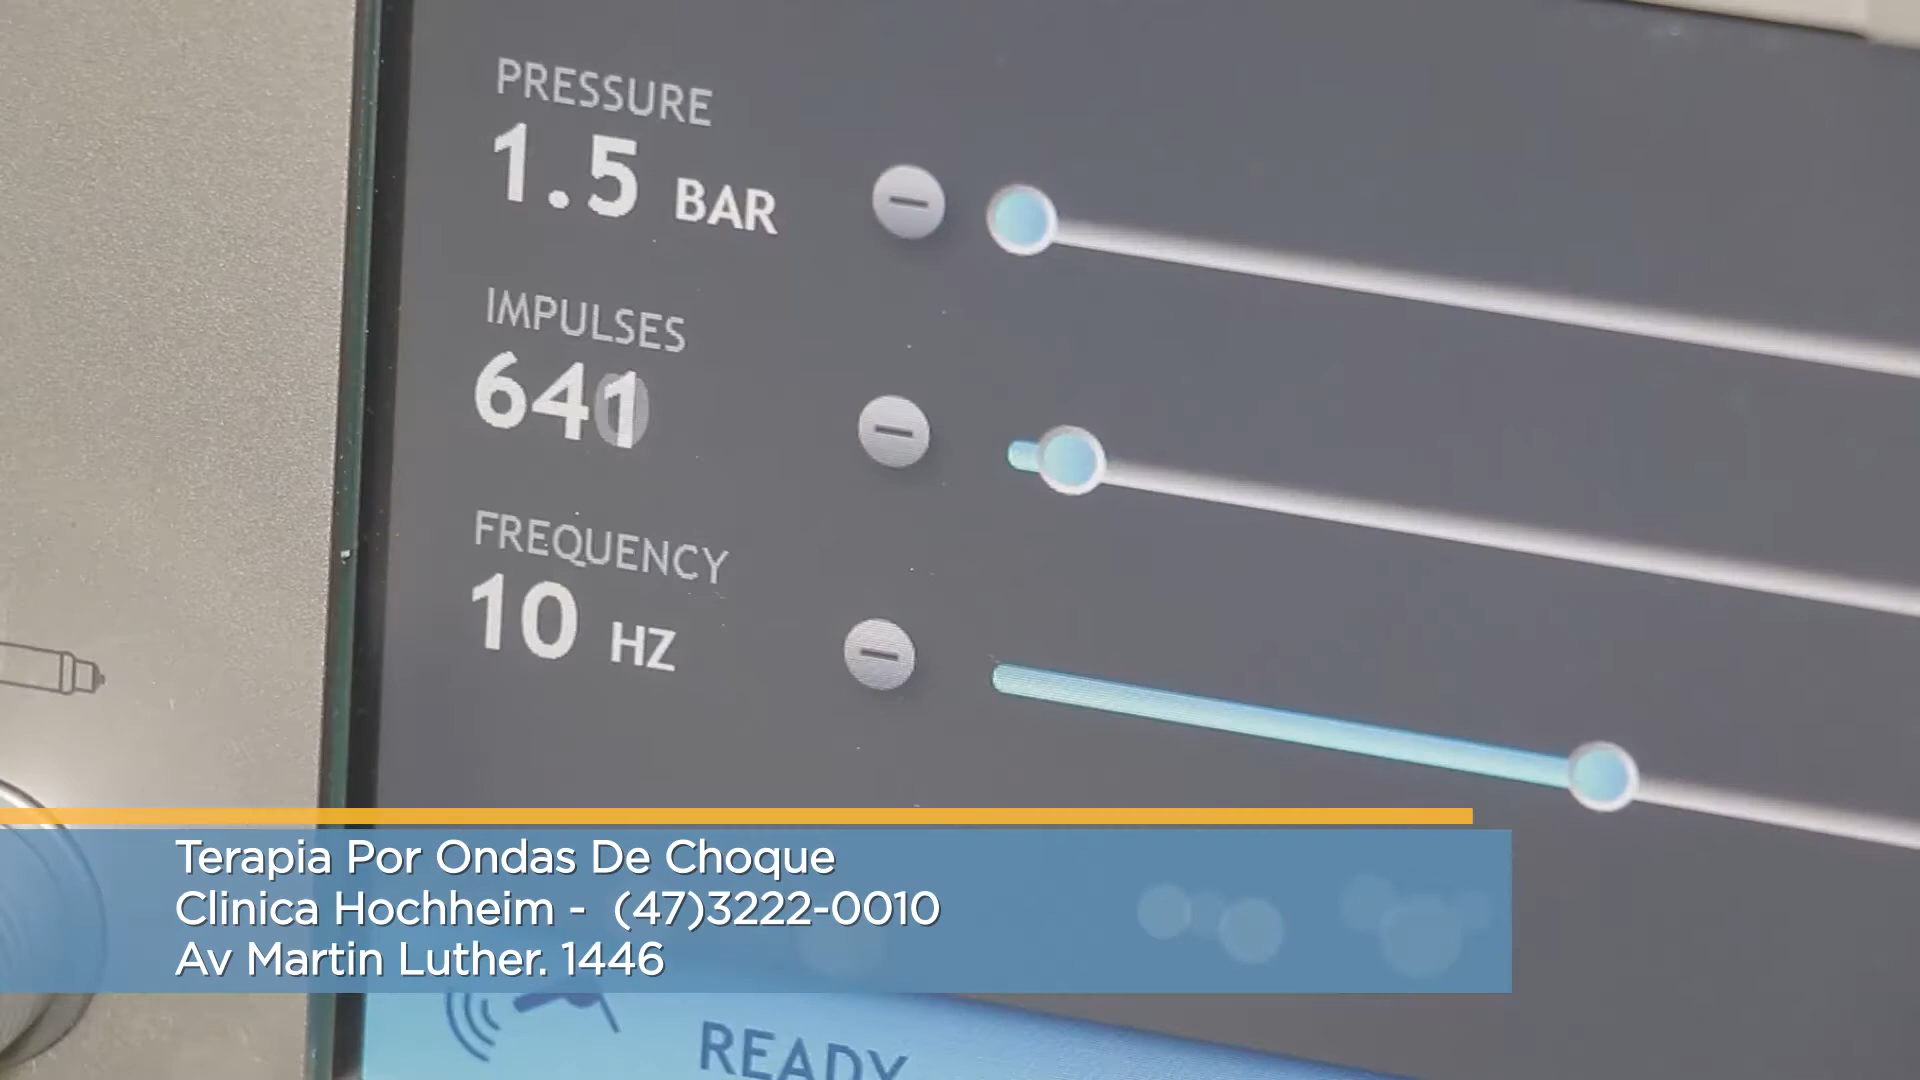 PRESSURE
1.5 BAR
IMPULSES
641
FREQUENCY
10 HZ
Terapia Por Ondas De Choque
Clinica Hochheim - (47)3222-0010
Av Martin Luther. 1446
READY